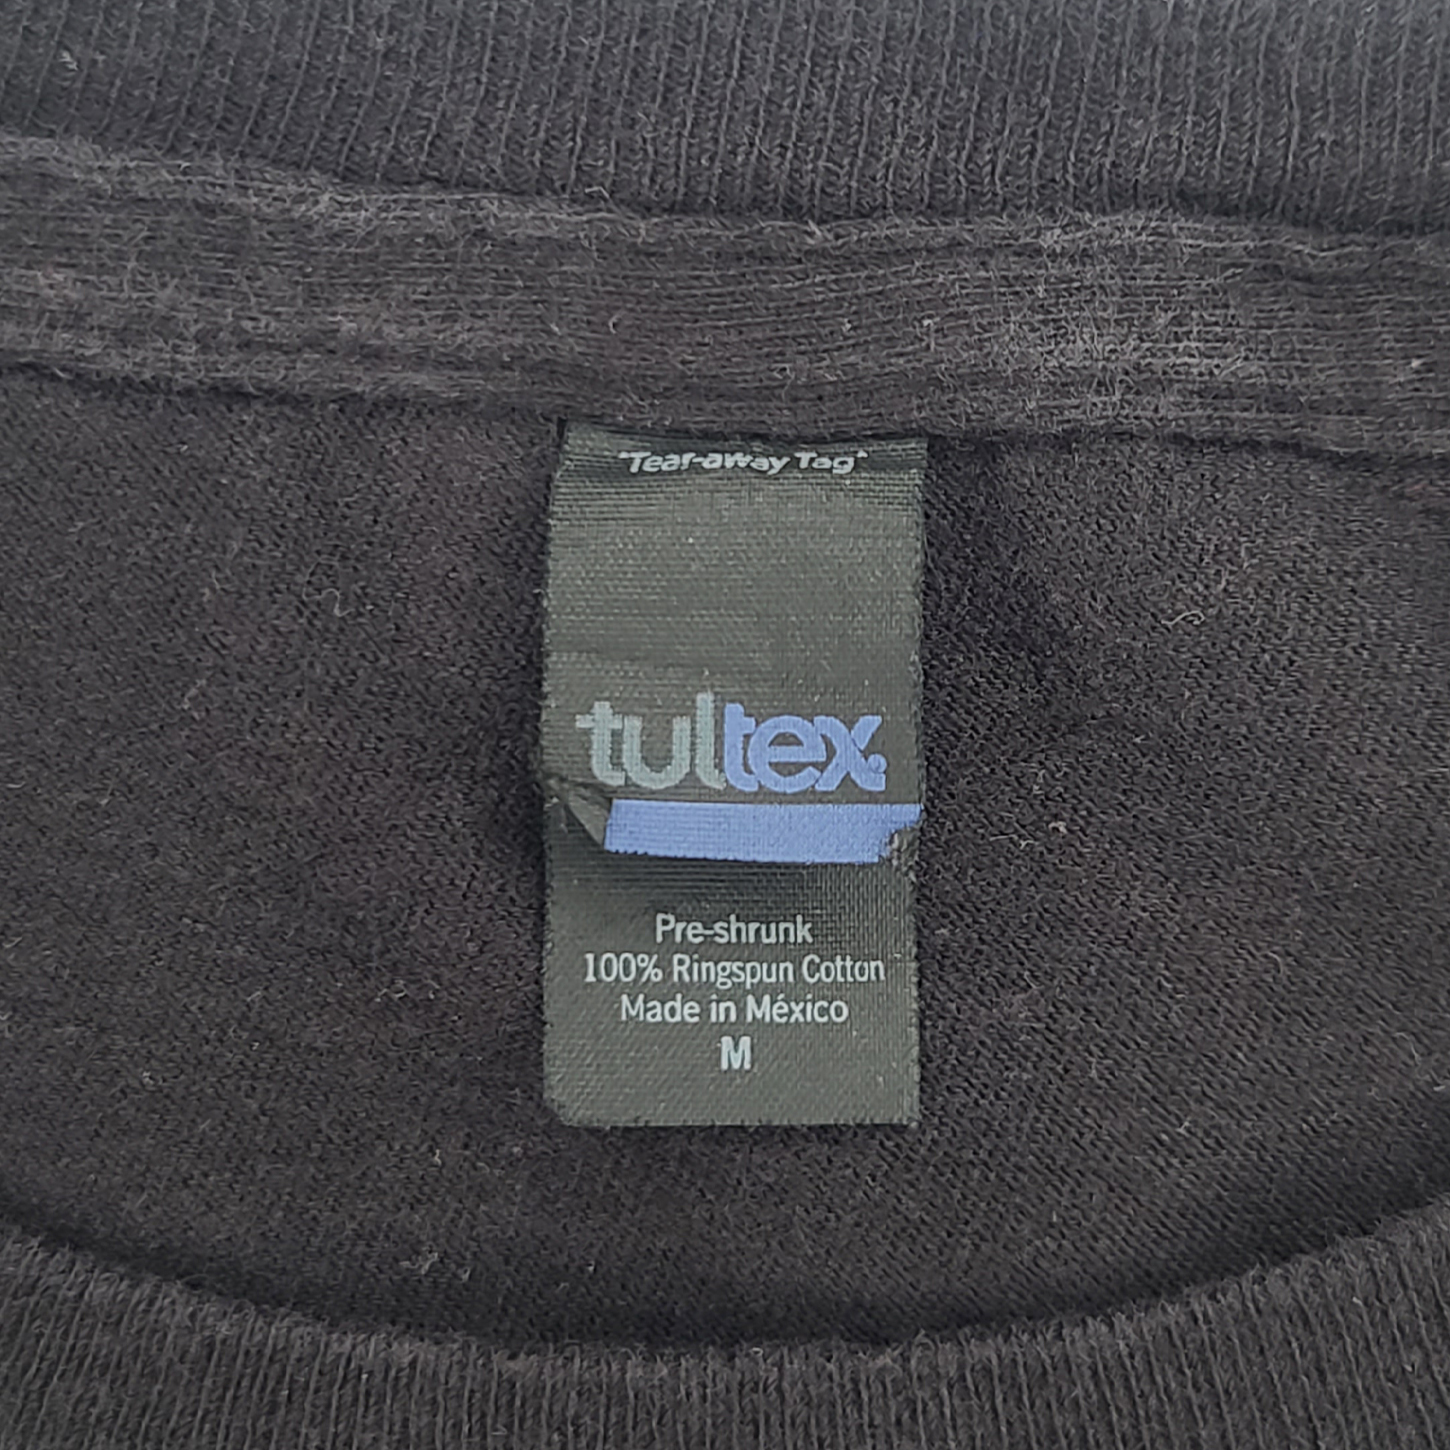 "Tear-away Tag"
tultex
Pre-shrunk
100% Ringspun Cotton
Made in México
M